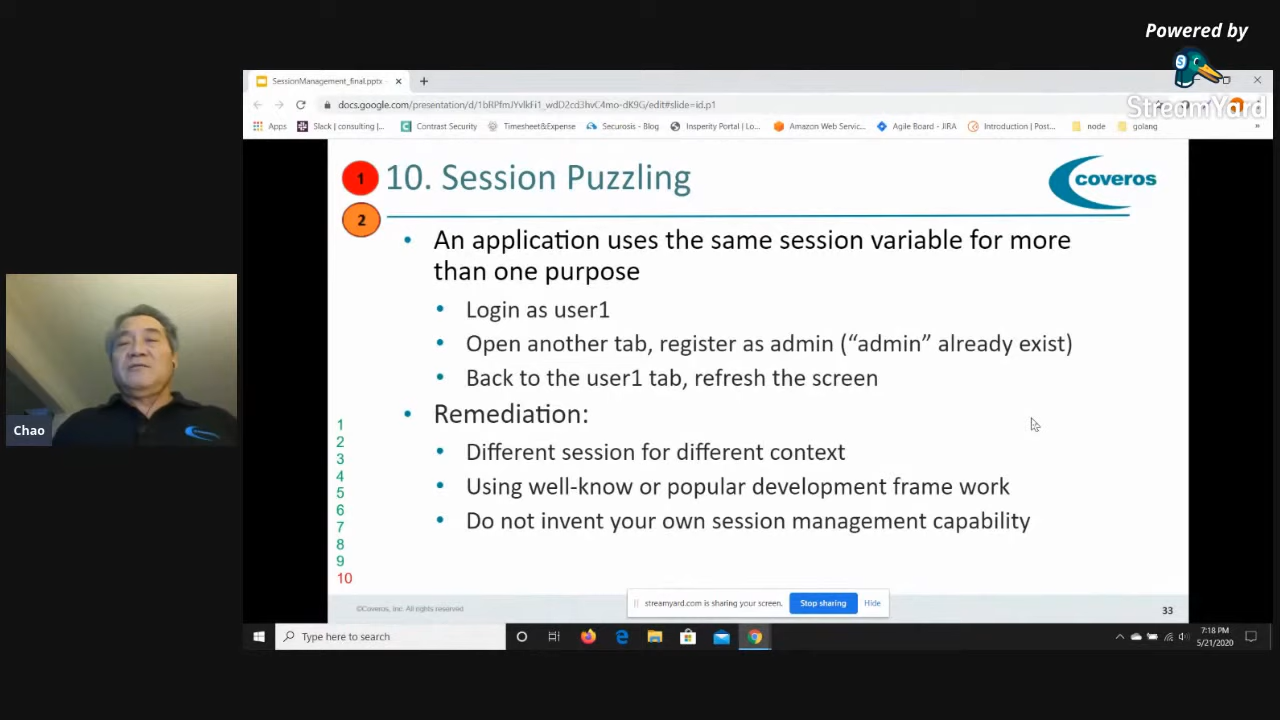 Powered by
StreamYard
SessionManagement_final.pptx
docs.google.com/presentation/d/1bRPfmJYvlkFi1_wdD2cd3hvC4mo-dK9G/edit#slide=id.p1
Apps Slack | consulting |... Contrast Security Timesheet&Expense Securosis - Blog Insperity Portal | Lo... Amazon Web Servic... Agile Board - JIRA Introduction | Post... node golang
1 10. Session Puzzling
coveros
2
• An application uses the same session variable for more
than one purpose
• Login as user1
• Open another tab, register as admin (“admin” already exist)
• Back to the user1 tab, refresh the screen
• Remediation:
• Different session for different context
• Using well-know or popular development frame work
• Do not invent your own session management capability
1
2
3
4
5
6
7
8
9
10
Chao
©Coveros, Inc. All rights reserved
streamyard.com is sharing your screen. Stop sharing Hide
33
Type here to search
7:18 PM
5/21/2020